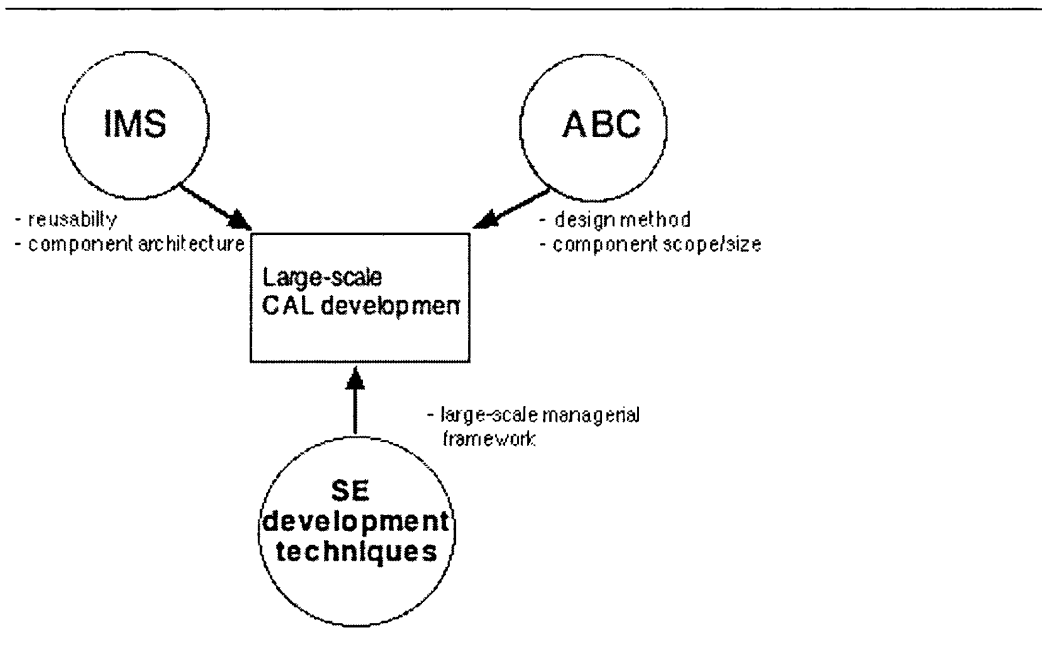 IMS
ABC
- reusabilty
- component architecture
- design method
- component scope/size
Large-scale
CAL developmen
- large-scale managerial
framework
SE
development
techniques